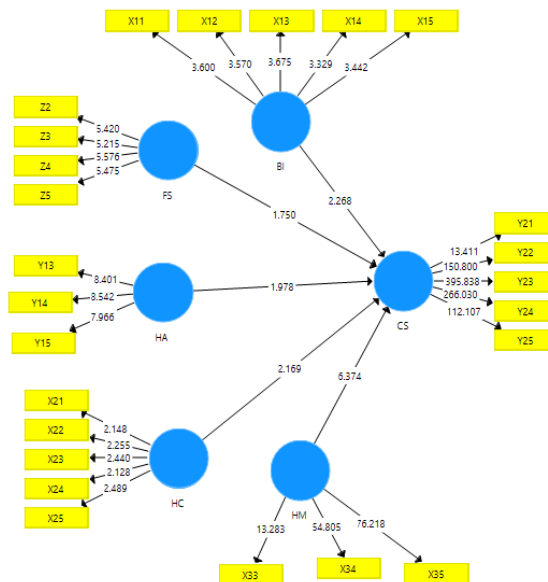 X11
X12
X13
X14
X15
3.600
3.570
3.675
3.329
3.442
BI
Z2
Z3
Z4
Z5
5.420
5.215
5.576
5.475
FS
2.268
1.750
Y13
Y14
Y15
8.401
8.542
7.966
HA
1.978
Y21
Y22
Y23
Y24
Y25
13.411
150.800
395.838
266.030
112.107
CS
2.169
6.374
X21
X22
X23
X24
X25
2.148
2.255
2.440
2.128
2.489
HC
HM
13.283
54.805
76.218
X33
X34
X35